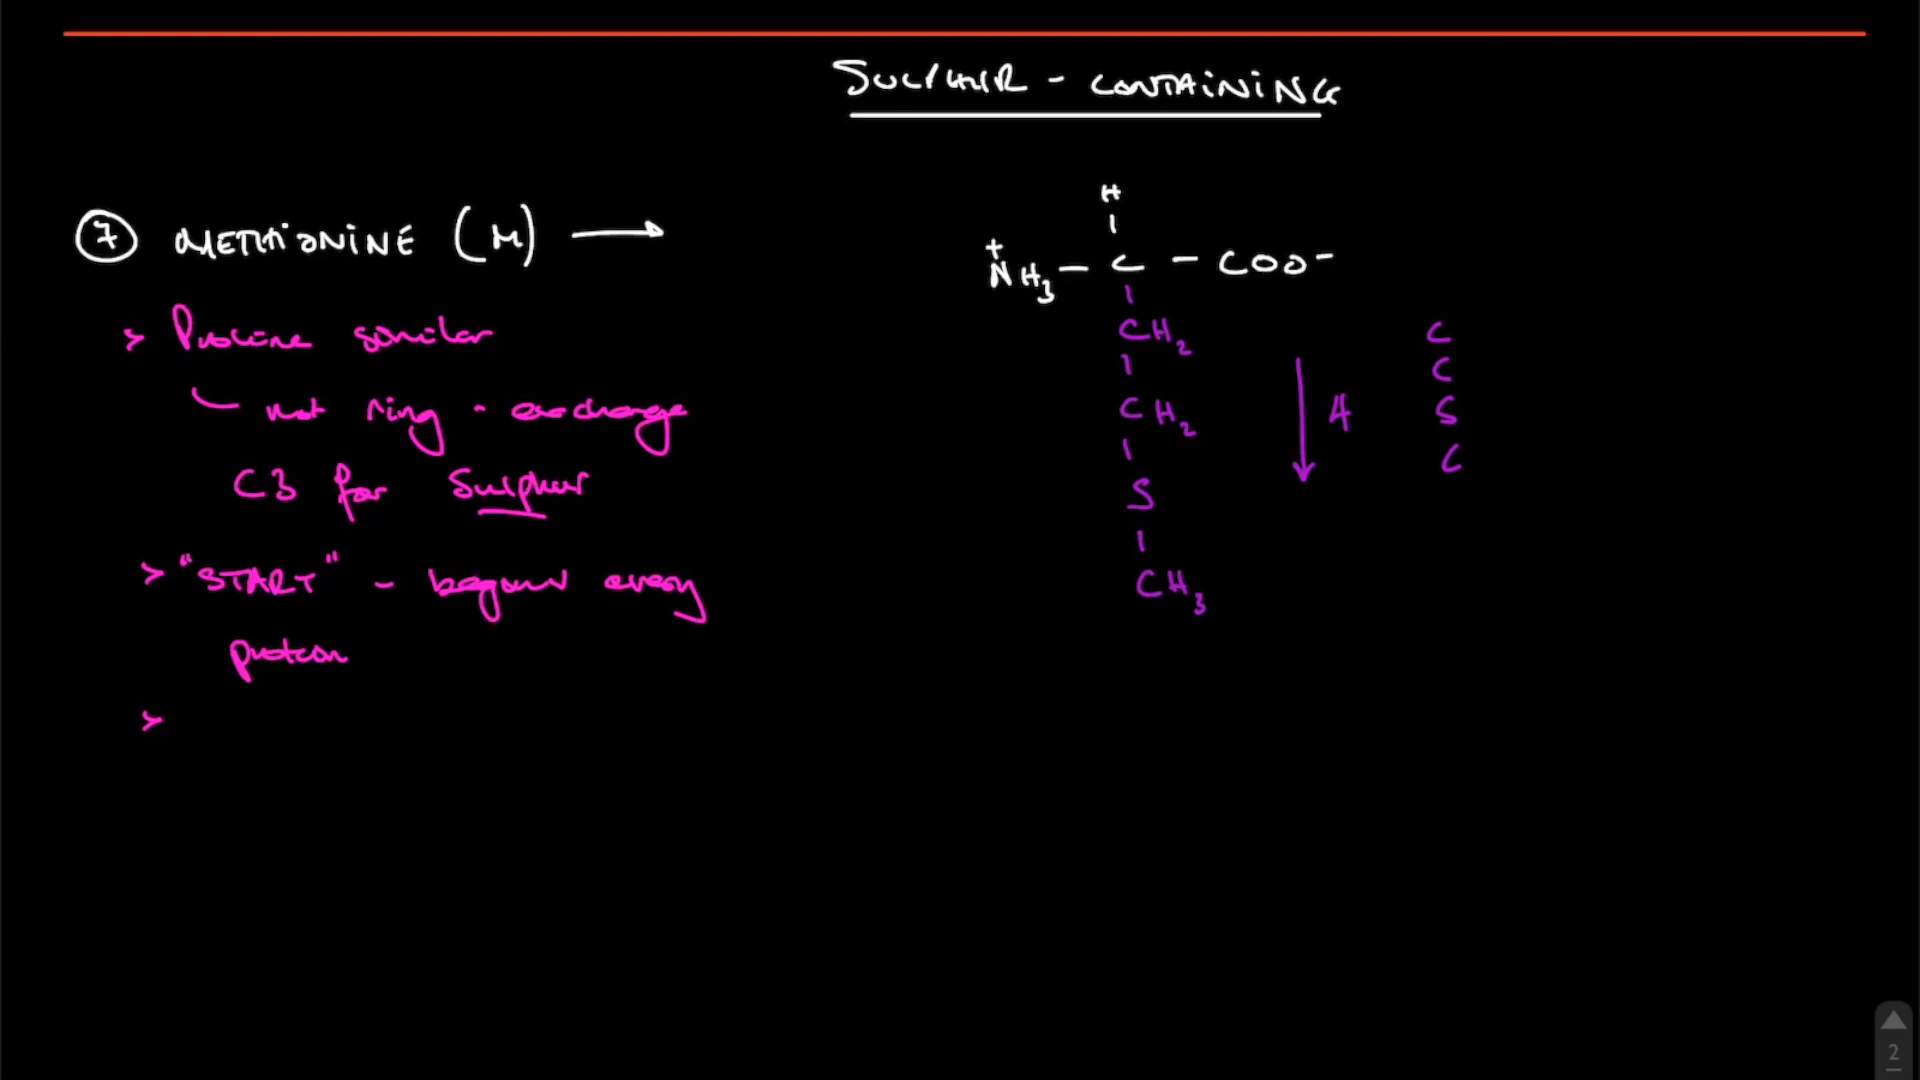 SULPHUR - CONTAINING
7 METHIONINE (M) →
H
+
NH3 - C - COO-
> Proline similar
CH2
C
C
not ring - exchange
CH2
4
S
C
C3 for Sulphur
S
> "START" - begins every
CH3
protein
>
2